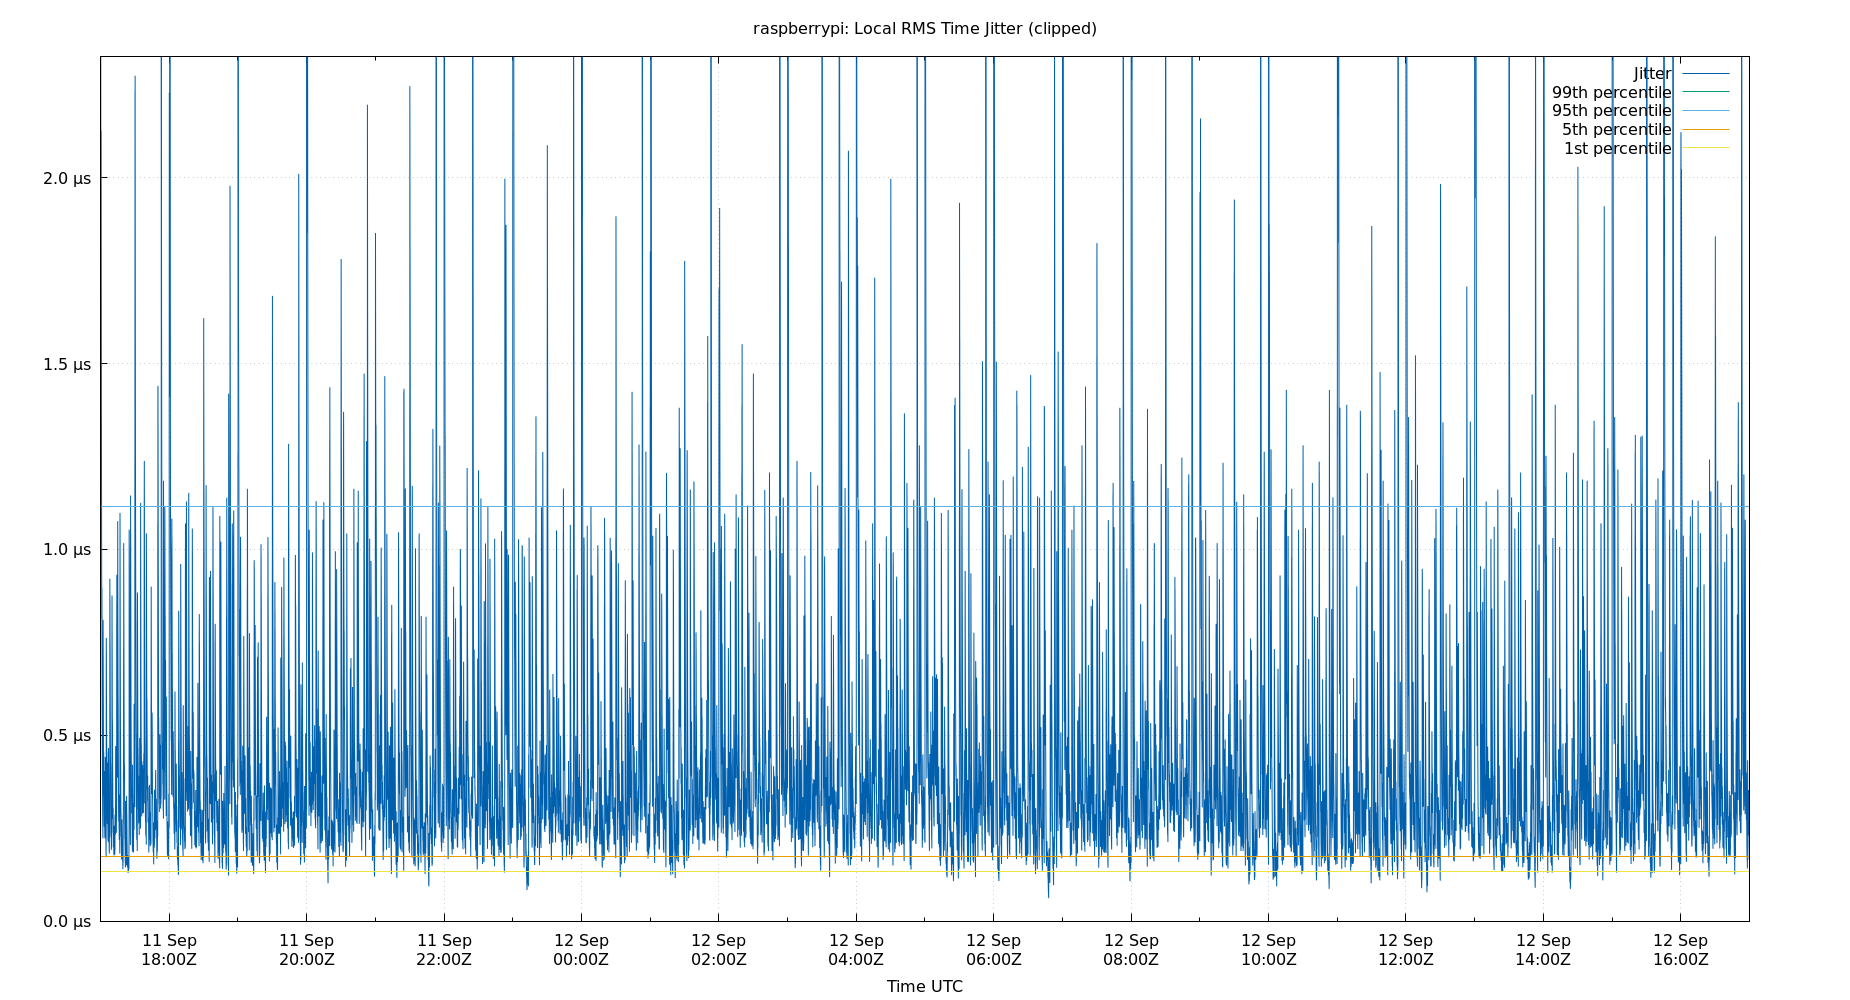 raspberrypi: Local RMS Time Jitter (clipped)
Jitter
99th percentile
95th percentile
5th percentile
1st percentile
2.0 µs
1.5 µs
1.0 µs
0.5 µs
0.0 µs
11 Sep 11 Sep 11 Sep 12 Sep 12 Sep 12 Sep 12 Sep 12 Sep 12 Sep 12 Sep 12 Sep 12 Sep
18:00Z 20:00Z 22:00Z 00:00Z 02:00Z 04:00Z 06:00Z 08:00Z 10:00Z 12:00Z 14:00Z 16:00Z
Time UTC